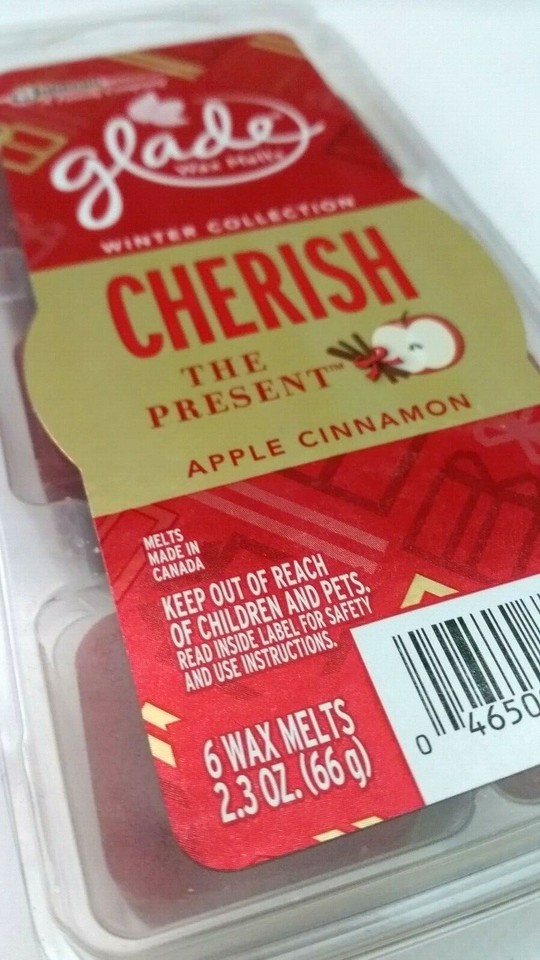 glade
Wax Melts
WINTER COLLECTION
CHERISH
THE
PRESENT™
APPLE CINNAMON
MELTS
MADE IN
CANADA
KEEP OUT OF REACH
OF CHILDREN AND PETS.
READ INSIDE LABEL FOR SAFETY
AND USE INSTRUCTIONS.
6 WAX MELTS
2.3 OZ. (66 g)
0 4650